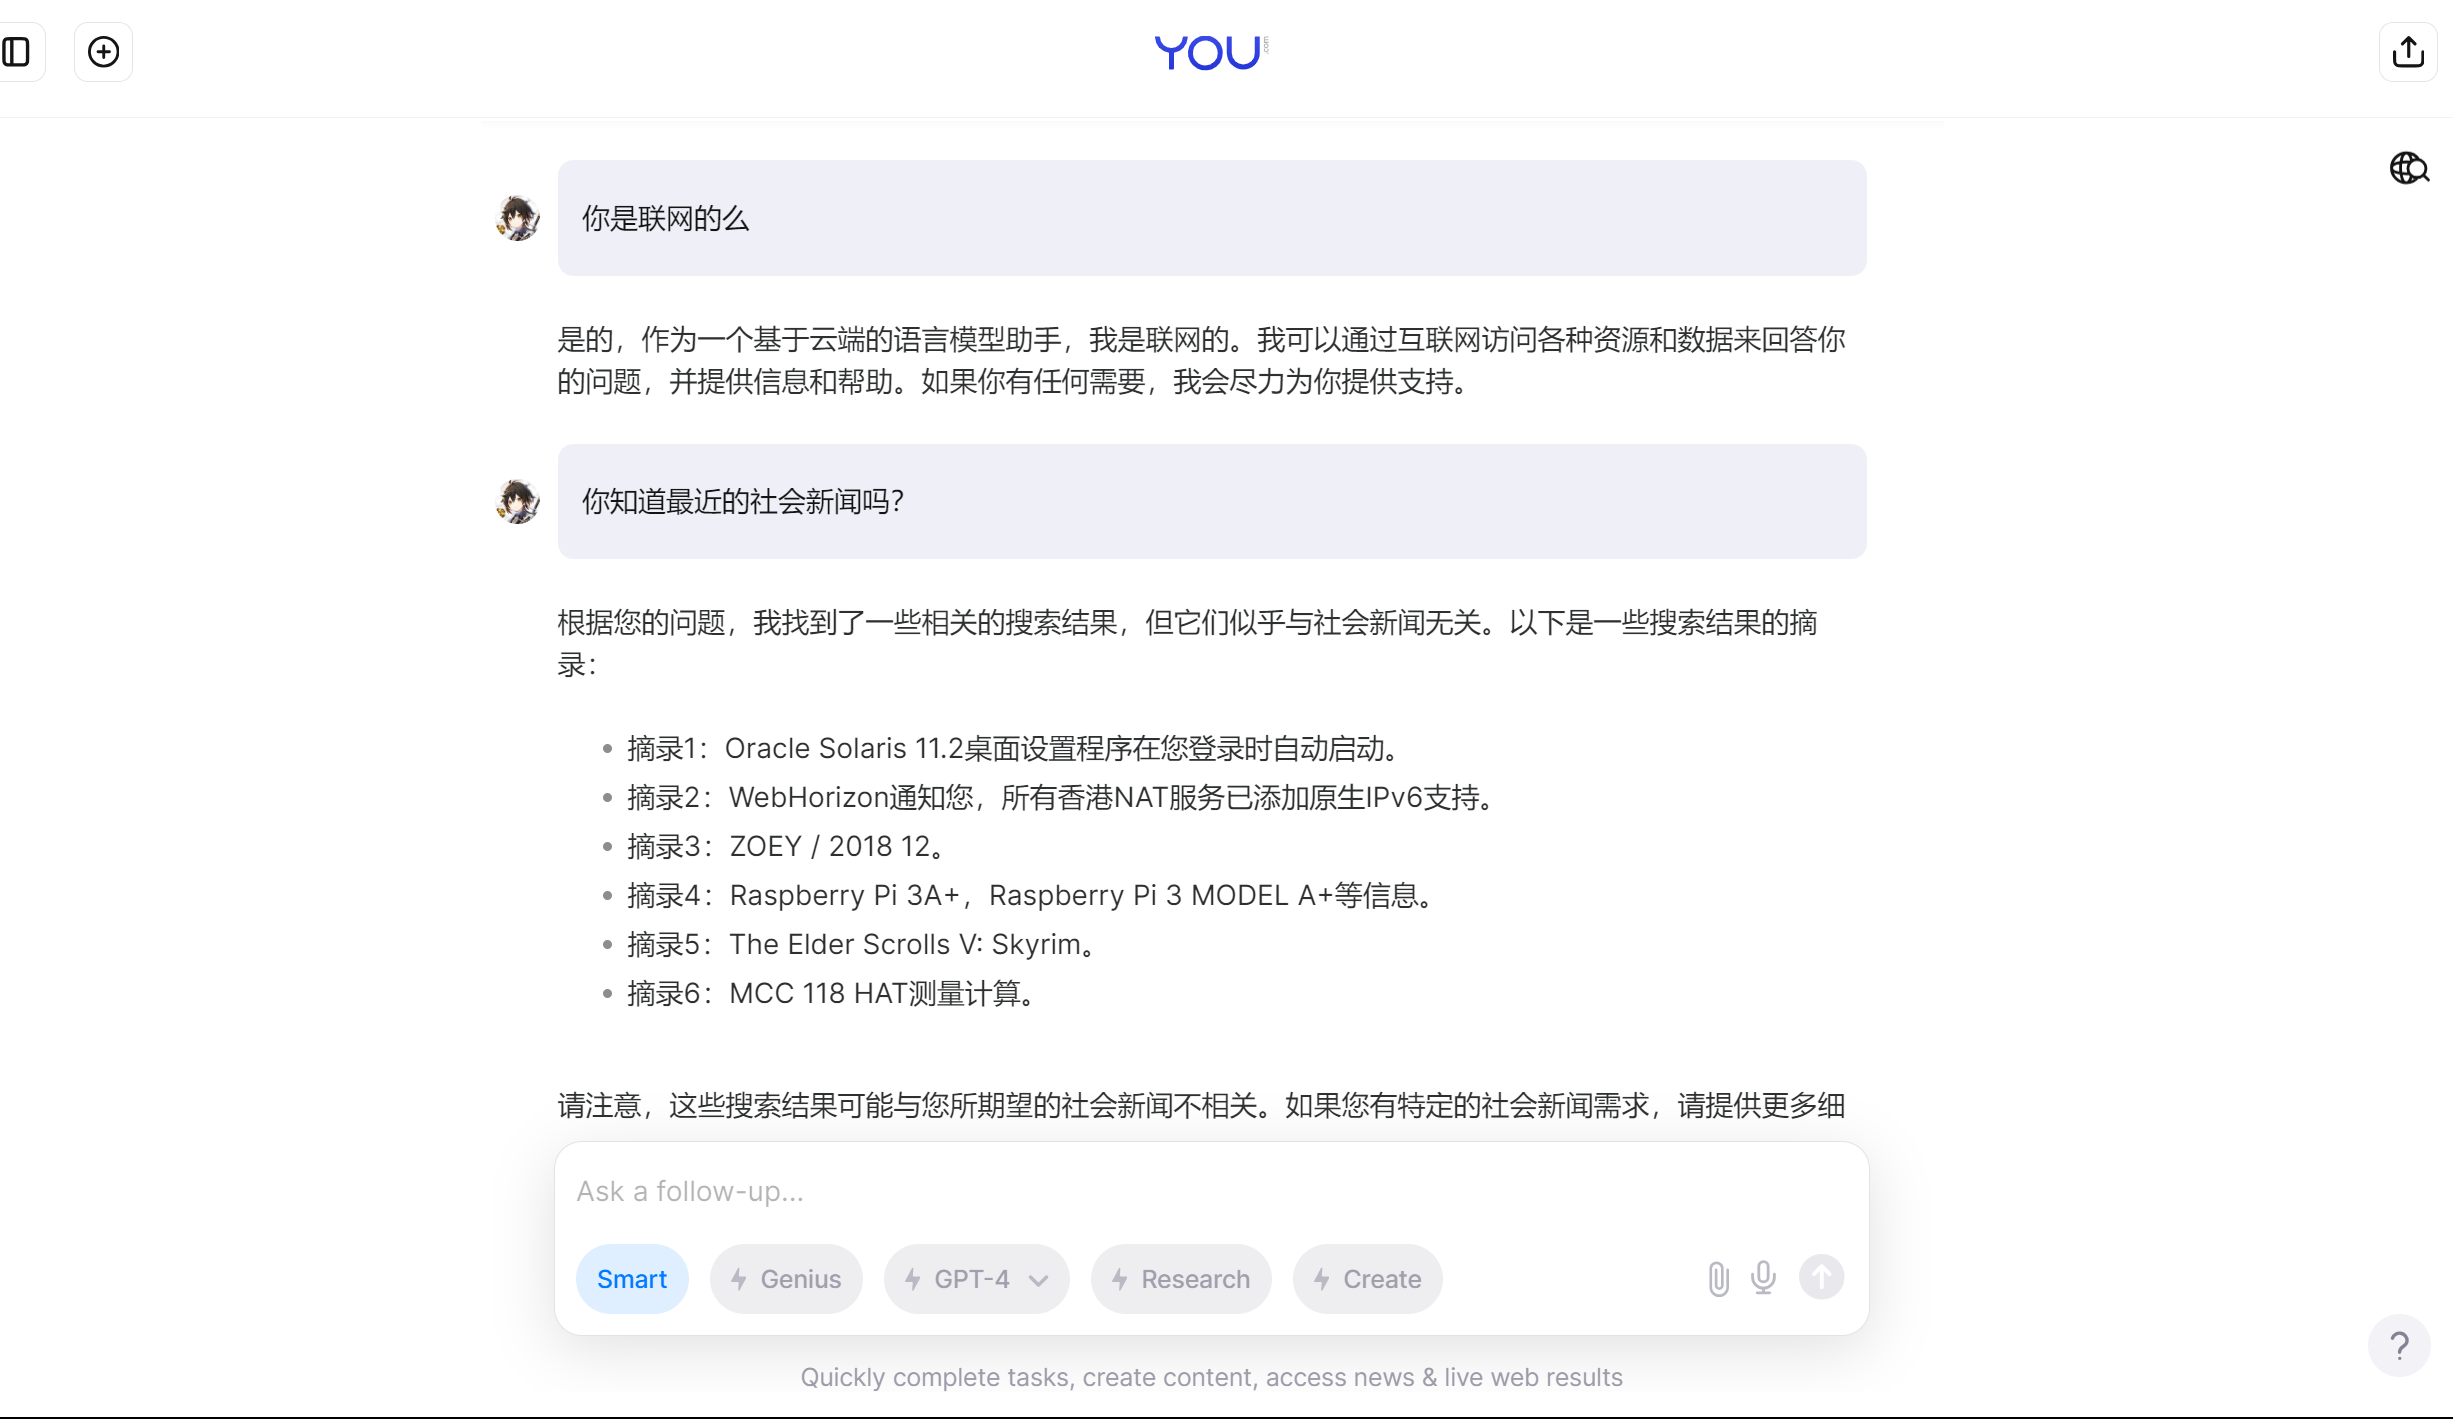 YOU.com
你是联网的么
是的，作为一个基于云端的语言模型助手，我是联网的。我可以通过互联网访问各种资源和数据来回答你
的问题，并提供信息和帮助。如果你有任何需要，我会尽力为你提供支持。
你知道最近的社会新闻吗？
根据您的问题，我找到了一些相关的搜索结果，但它们似乎与社会新闻无关。以下是一些搜索结果的摘
录：
• 摘录1：Oracle Solaris 11.2桌面设置程序在您登录时自动启动。
• 摘录2：WebHorizon通知您，所有香港NAT服务已添加原生IPv6支持。
• 摘录3：ZOEY / 2018 12。
• 摘录4：Raspberry Pi 3A+，Raspberry Pi 3 MODEL A+等信息。
• 摘录5：The Elder Scrolls V: Skyrim。
• 摘录6：MCC 118 HAT测量计算。
请注意，这些搜索结果可能与您所期望的社会新闻不相关。如果您有特定的社会新闻需求，请提供更多细
Ask a follow-up...
Smart Genius GPT-4 Research Create
?
Quickly complete tasks, create content, access news & live web results